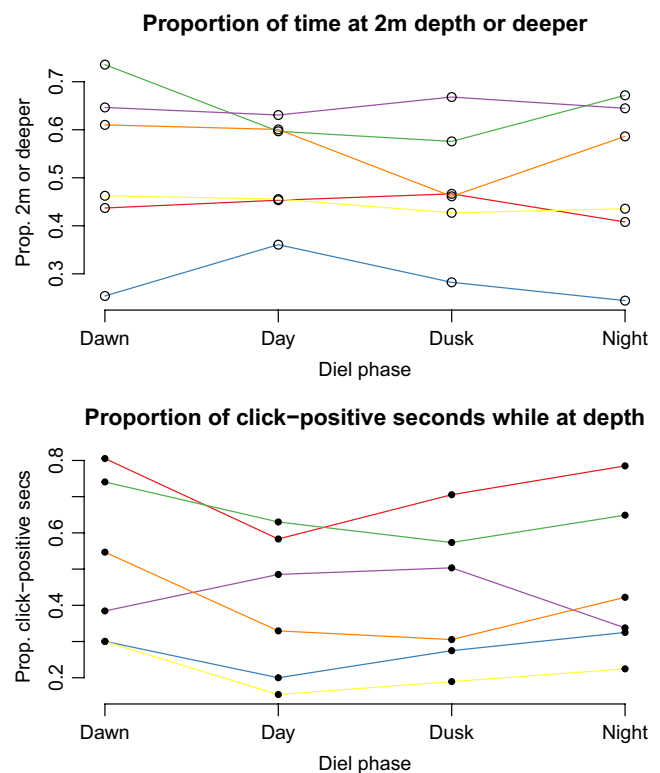 Proportion of time at 2m depth or deeper
Prop. 2m or deeper
0.7
0.6
0.5
0.4
0.3
Dawn Day Dusk Night
Diel phase
Proportion of click−positive seconds while at depth
Prop. click−positive secs
0.8
0.6
0.4
0.2
Dawn Day Dusk Night
Diel phase